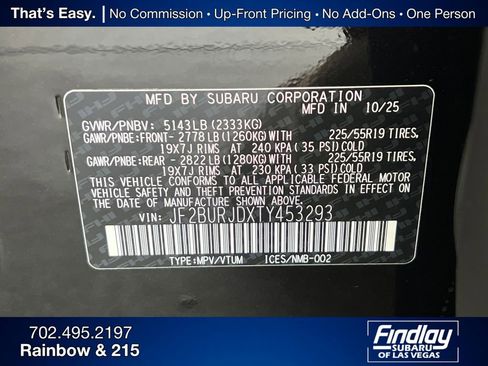 That's Easy. | No Commission • Up-Front Pricing • No Add-Ons • One Person
MFD BY SUBARU CORPORATION
MFD IN 10/25
GVWR/PNBV: 5143LB (2333KG)
GAWR/PNBE:FRONT- 2778LB (1260KG)WITH 225/55R19 TIRES,
19X7J RIMS AT 240 KPA (35 PSI)COLD
GAWR/PNBE:REAR - 2822LB (1280KG)WITH 225/55R19 TIRES,
19X7J RIMS AT 230 KPA (33 PSI)COLD
THIS VEHICLE CONFORMS TO ALL APPLICABLE FEDERAL MOTOR
VEHICLE SAFETY AND THEFT PREVENTION STANDARDS IN EFFECT
ON THE DATE OF MANUFACTURE SHOWN ABOVE.
VIN: JF2BURJDXTY453293
TYPE:MPV/VTUM ICES/NMB-002
702.495.2197
Rainbow & 215
Findlay
SUBARU
OF LAS VEGAS